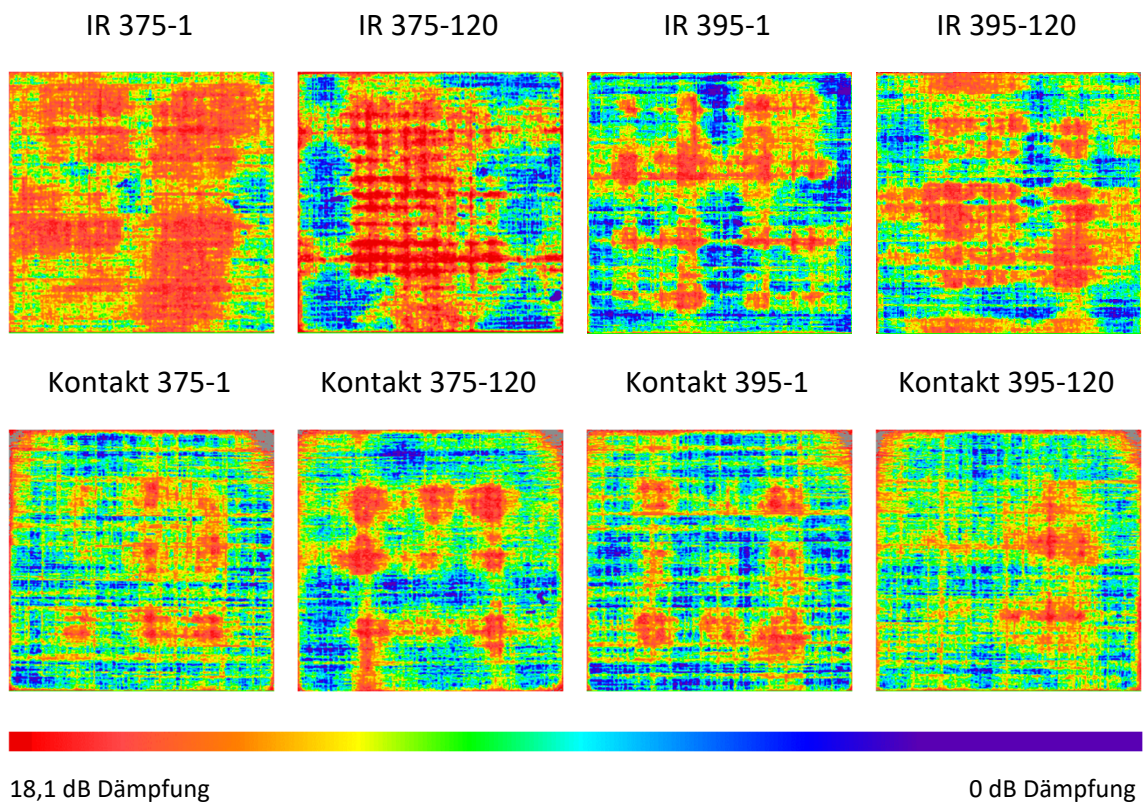 IR 375-1 IR 375-120 IR 395-1 IR 395-120
Kontakt 375-1 Kontakt 375-120 Kontakt 395-1 Kontakt 395-120
18,1 dB Dämpfung 0 dB Dämpfung